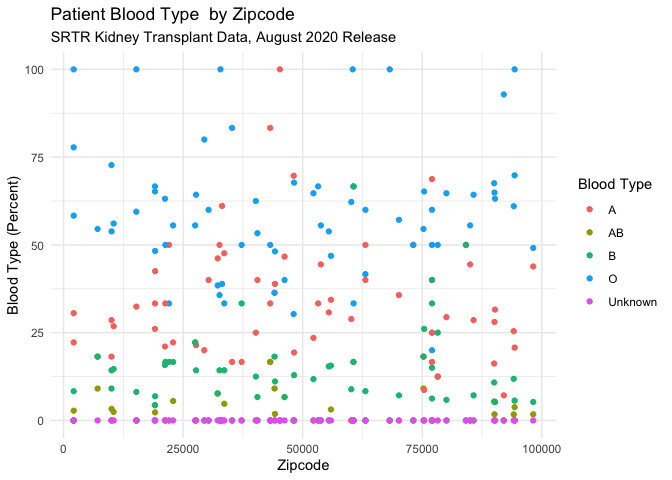 Patient Blood Type  by Zipcode
SRTR Kidney Transplant Data, August 2020 Release
100
75
50
25
0
Blood Type (Percent)
0
25000
50000
75000
100000
Zipcode
Blood Type
A
AB
B
O
Unknown